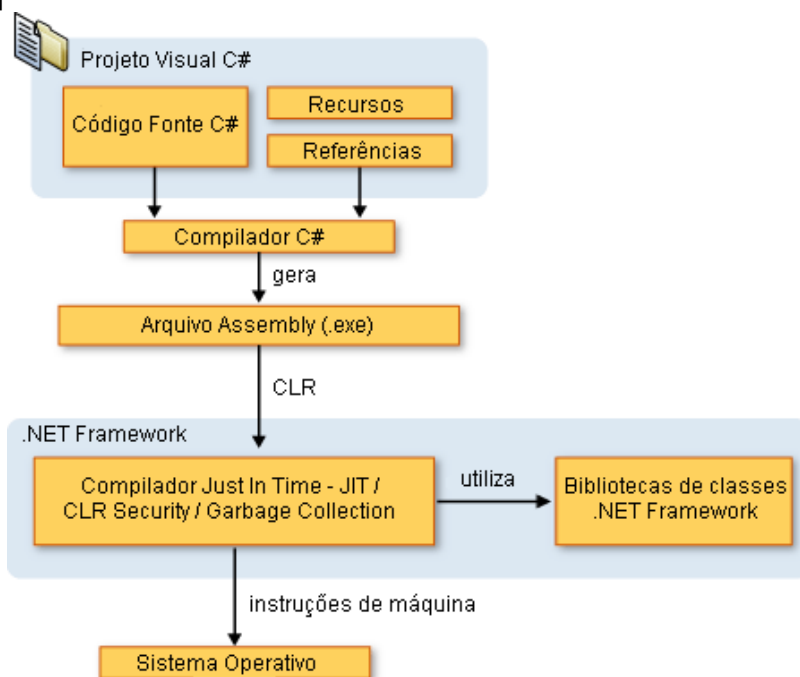 Projeto Visual C#
Código Fonte C#
Recursos
Referências
Compilador C#
gera
Arquivo Assembly (.exe)
CLR
.NET Framework
Compilador Just In Time - JIT /
CLR Security / Garbage Collection
utiliza
Bibliotecas de classes
.NET Framework
instruções de máquina
Sistema Operativo